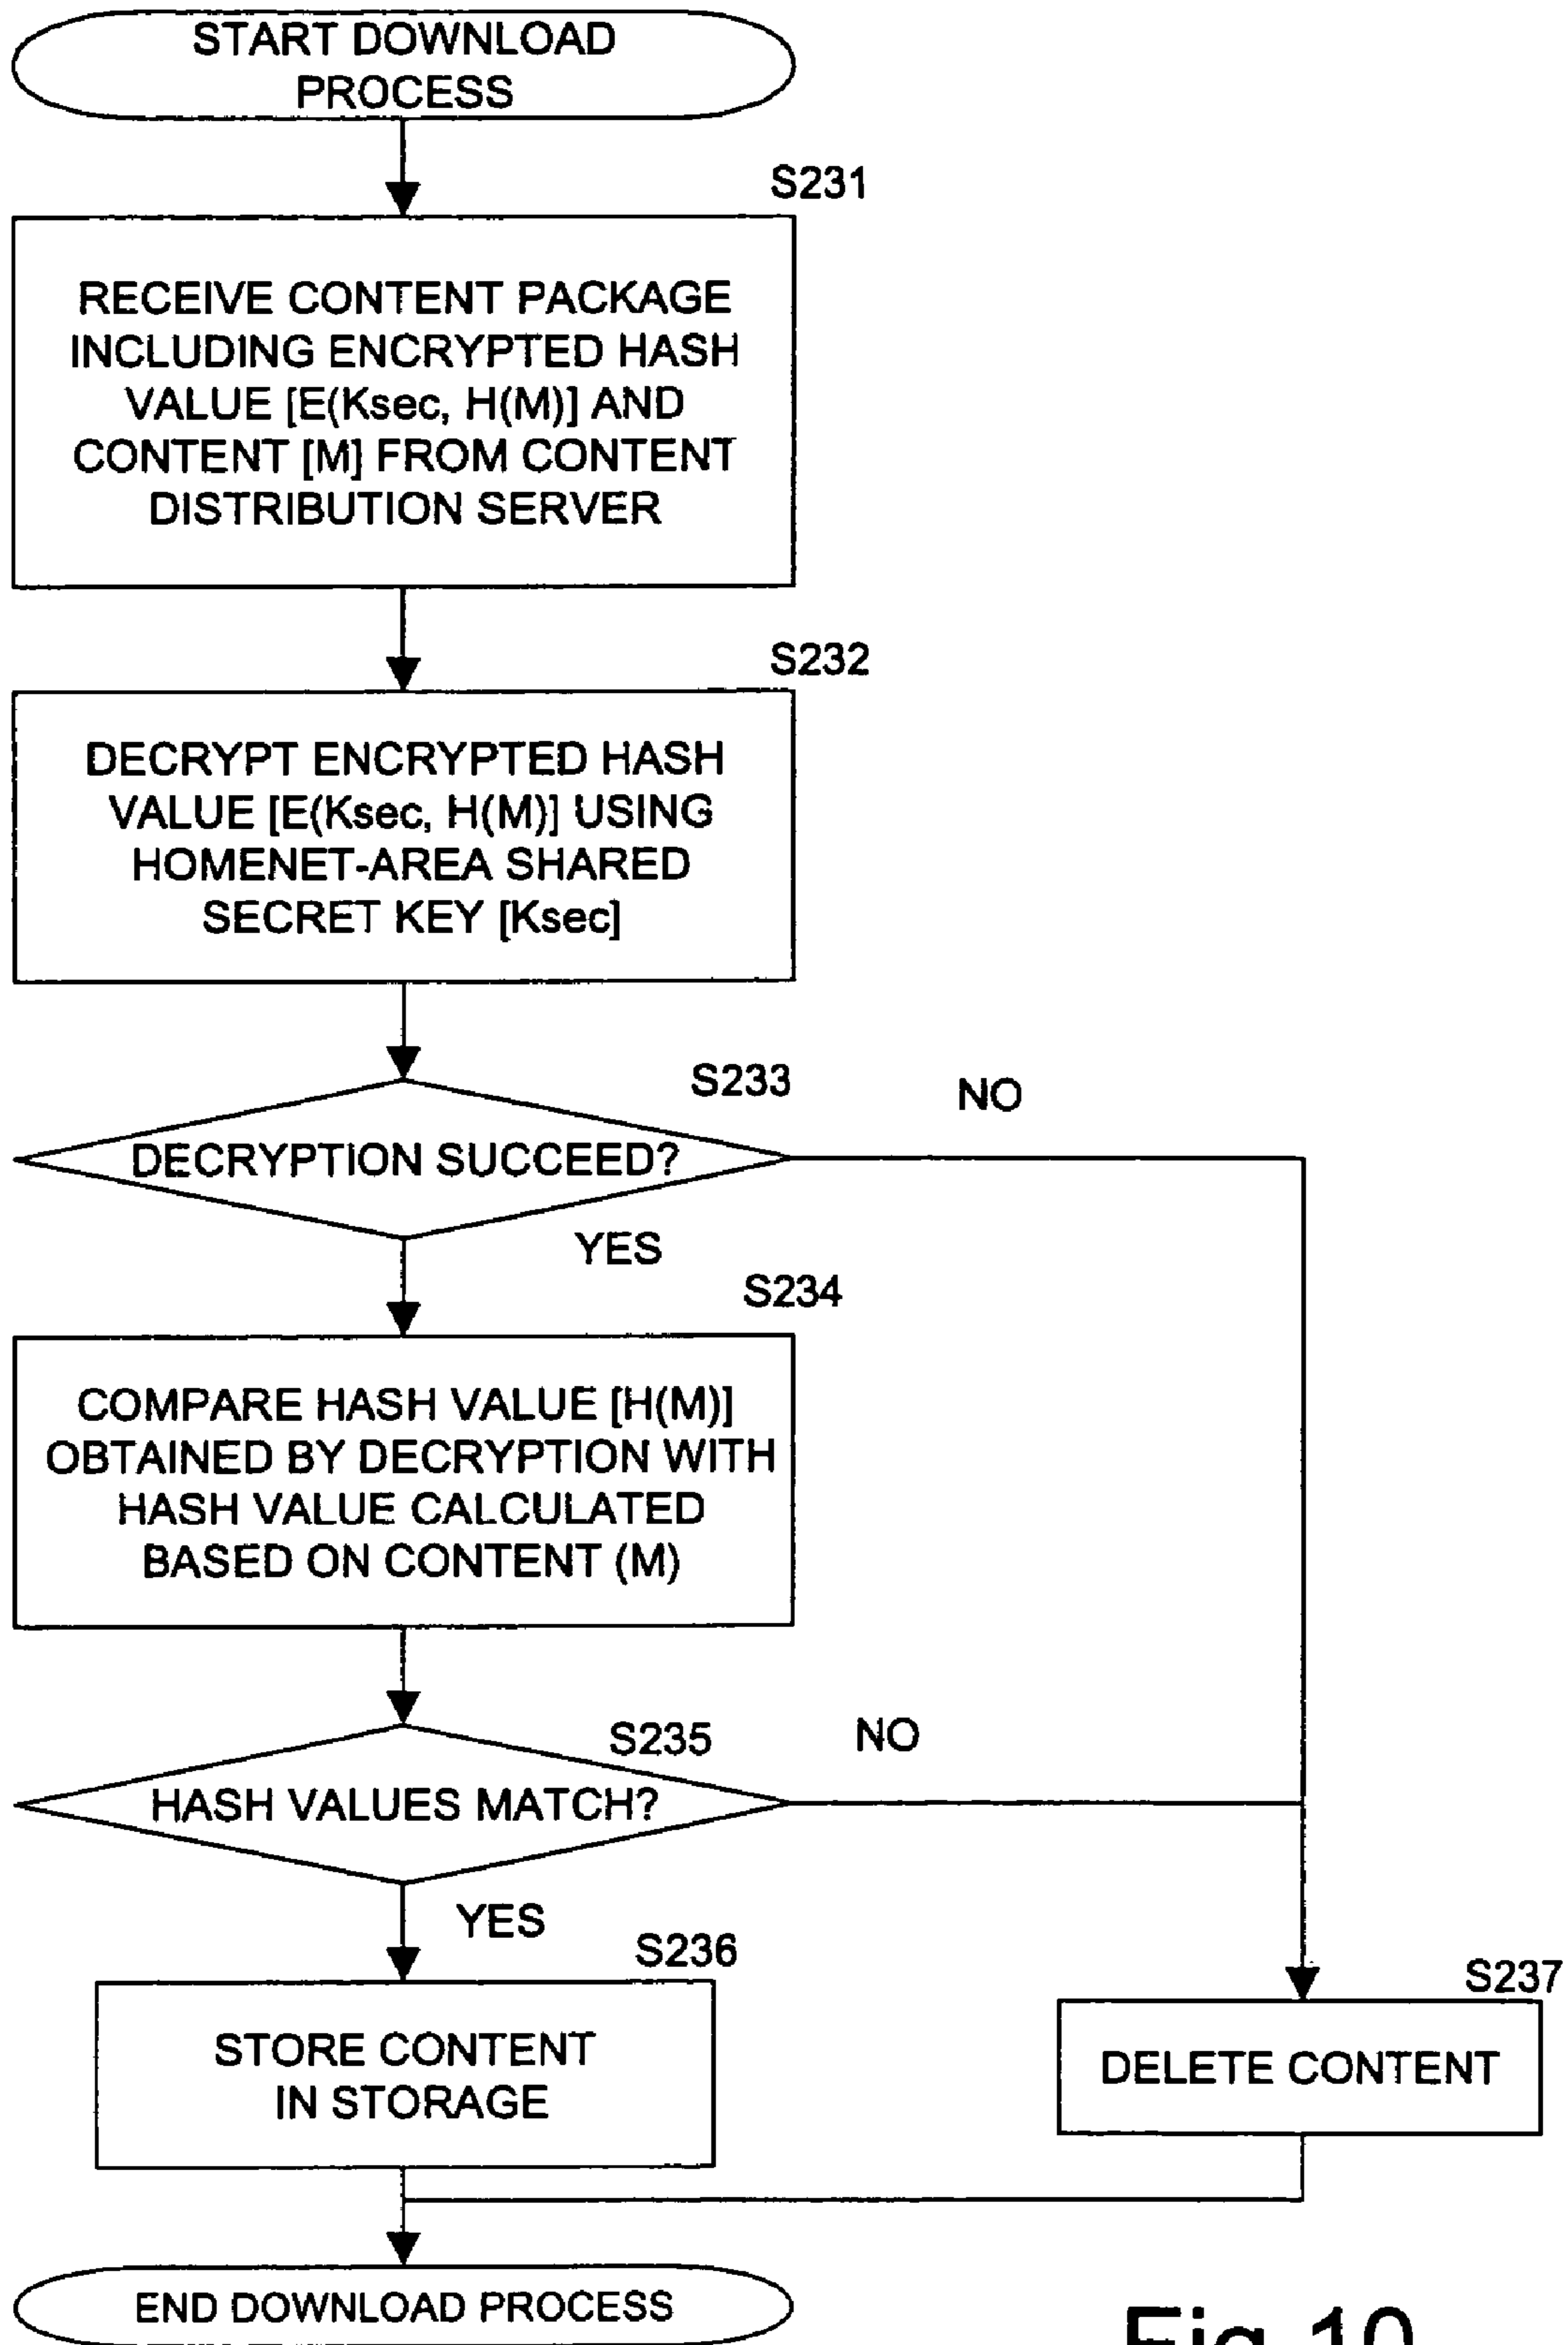 START DOWNLOAD
PROCESS
S231
RECEIVE CONTENT PACKAGE
INCLUDING ENCRYPTED HASH
VALUE [E(Ksec, H(M)] AND
CONTENT [M] FROM CONTENT
DISTRIBUTION SERVER
S232
DECRYPT ENCRYPTED HASH
VALUE [E(Ksec, H(M)] USING
HOMENET-AREA SHARED
SECRET KEY [Ksec]
S233
NO
DECRYPTION SUCCEED?
YES
S234
COMPARE HASH VALUE [H(M)]
OBTAINED BY DECRYPTION WITH
HASH VALUE CALCULATED
BASED ON CONTENT (M)
S235
NO
HASH VALUES MATCH?
YES
S236
STORE CONTENT
IN STORAGE
S237
DELETE CONTENT
END DOWNLOAD PROCESS
Fig.10